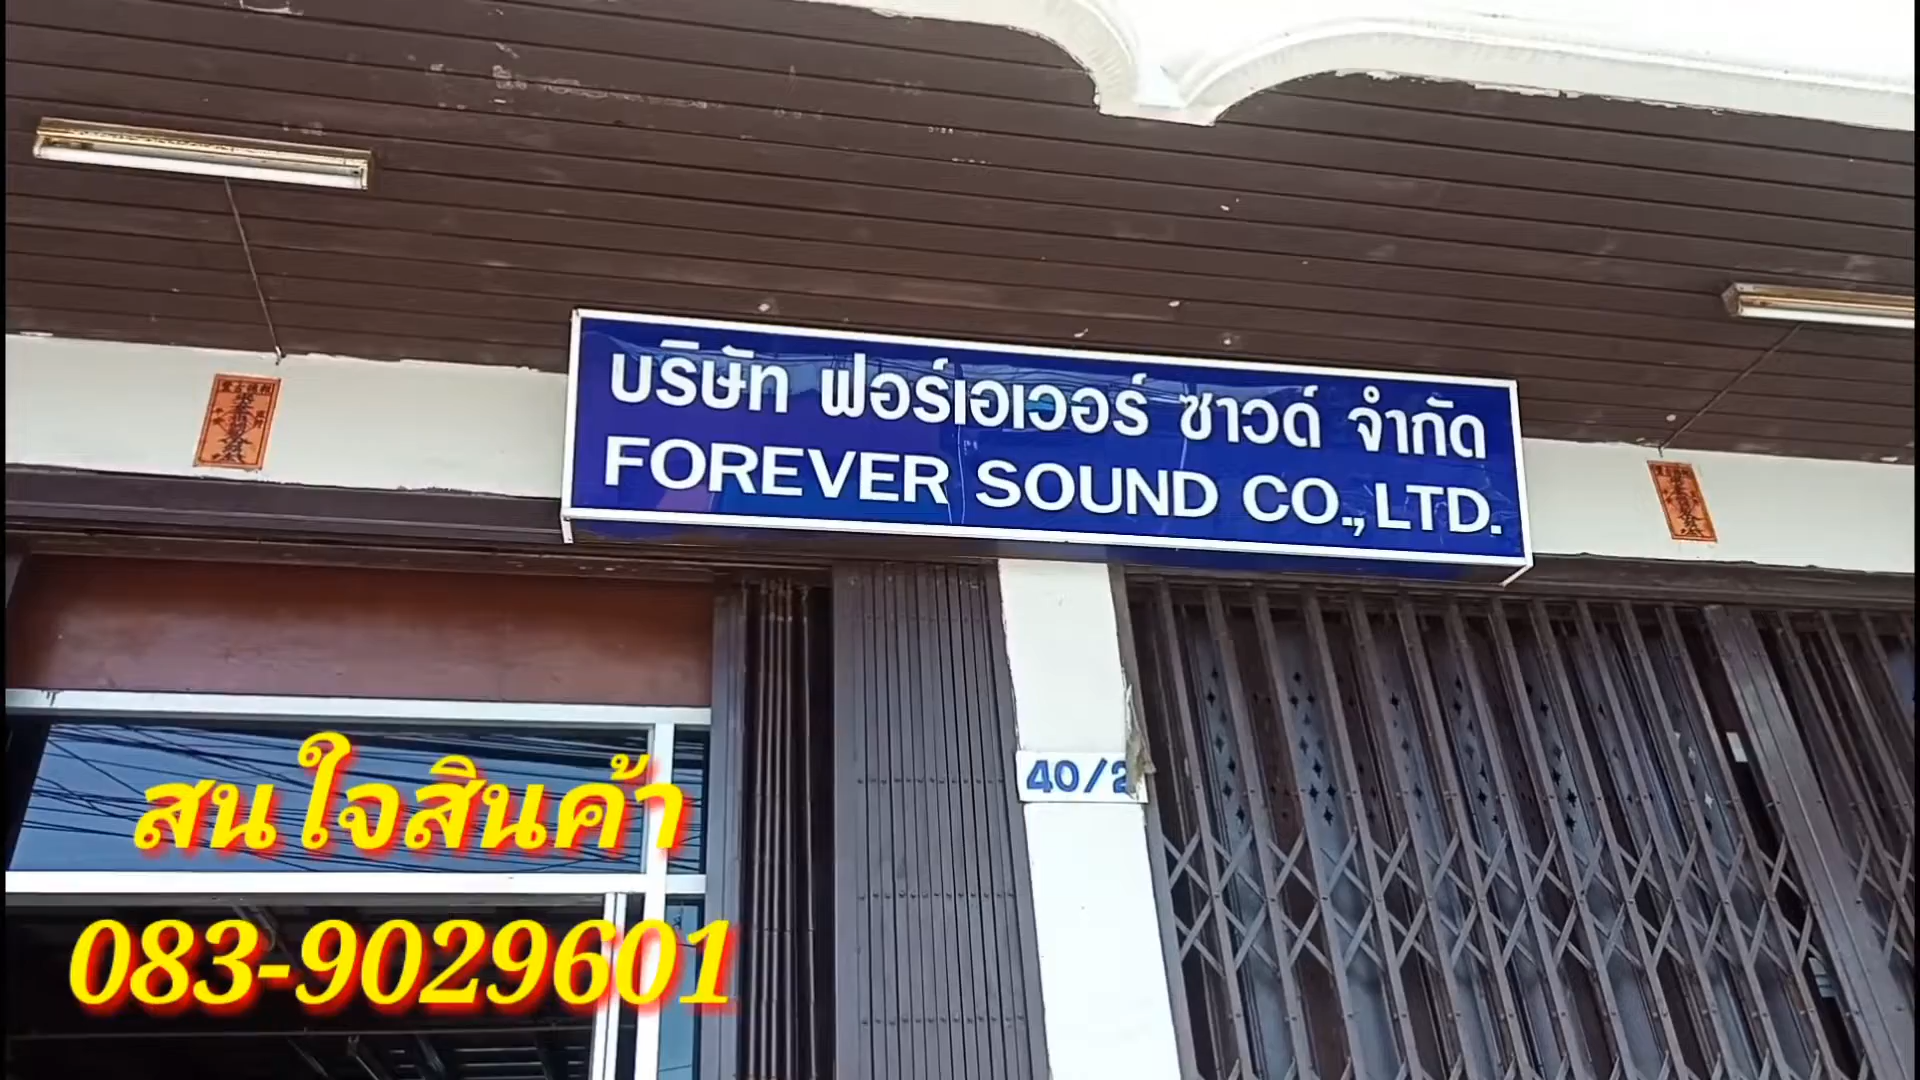 บริษัท ฟอร์เอเวอร์ ซาวด์ จำกัด
FOREVER SOUND CO., LTD.
40/2
สนใจสินค้า
083-9029601